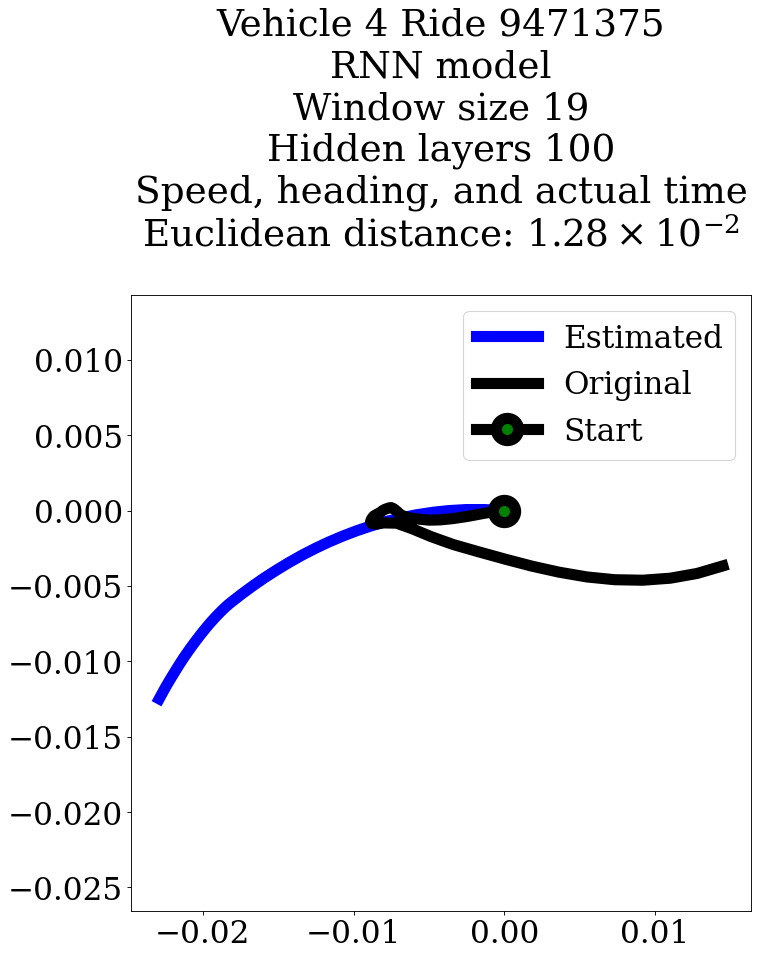 Vehicle 4 Ride 9471375
RNN model
Window size 19
Hidden layers 100
Speed, heading, and actual time
Euclidean distance: 1.28 × 10⁻²
Estimated
Original
Start
0.010
0.005
0.000
−0.005
−0.010
−0.015
−0.020
−0.025
−0.02 −0.01 0.00 0.01